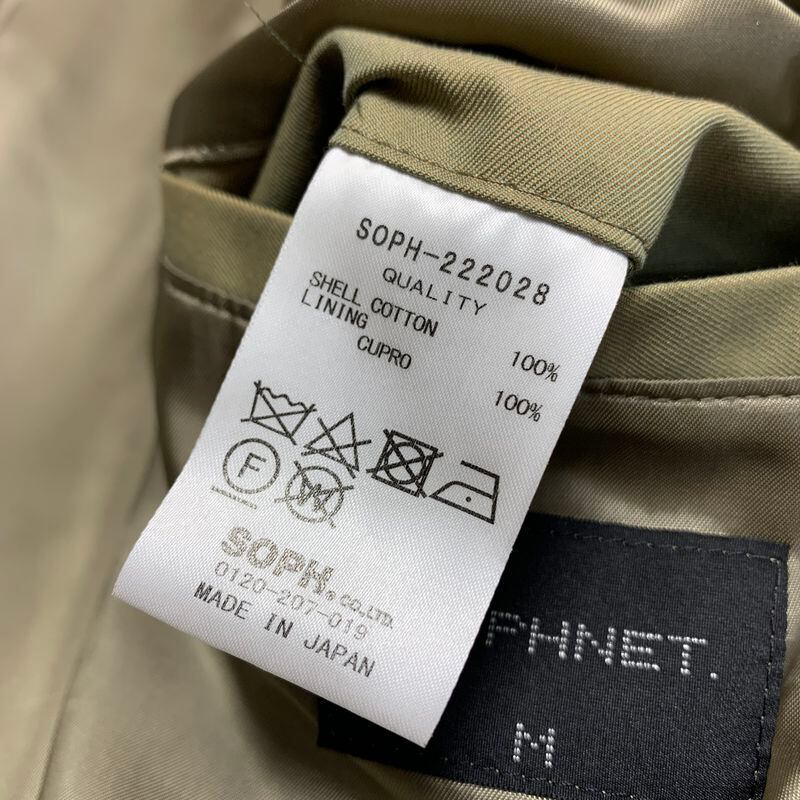 SOPH-222028
QUALITY
SHELL COTTON 100%
LINING
CUPRO 100%
F
W
SOPH.CO.,LTD.
0120-207-019
MADE IN JAPAN
PHNET.
M